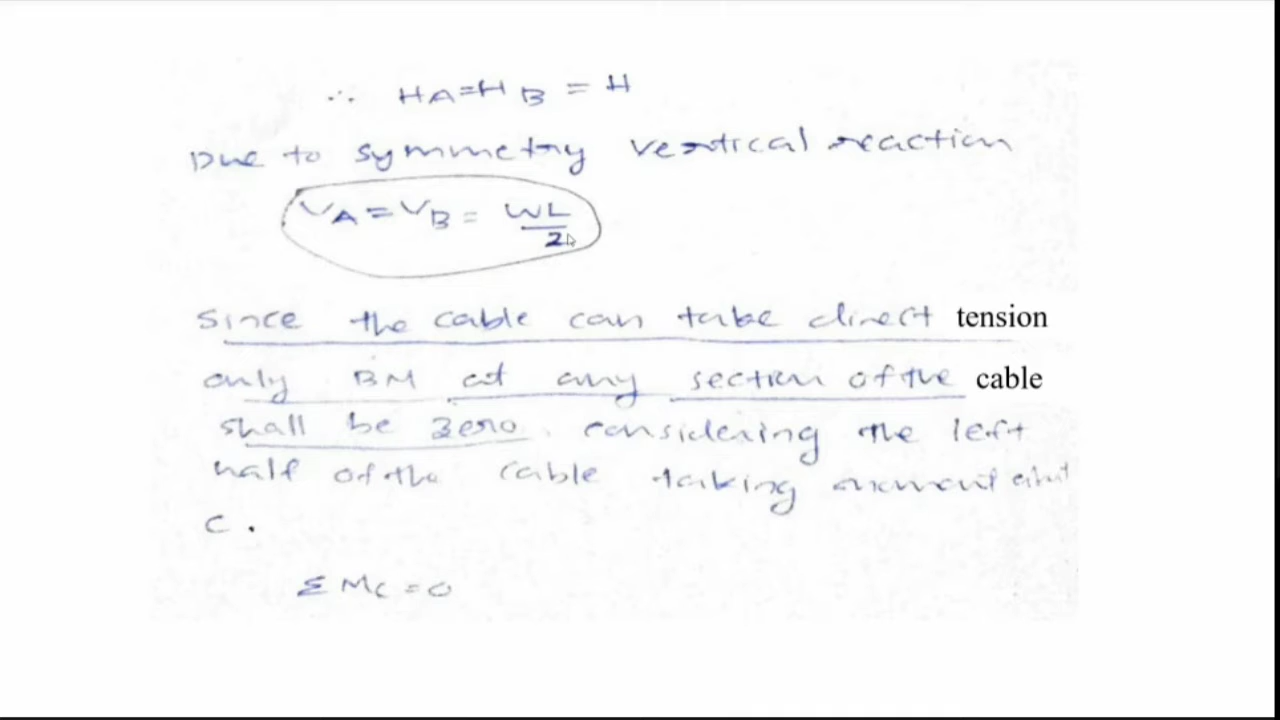 ∴ HA=HB = H
Due to symmetry vertical reaction
VA = VB = WL/2
Since the cable can take direct tension
only BM at any section of the cable
shall be zero. considering the left
half of the cable taking moment about
C.
Σ Mc = 0